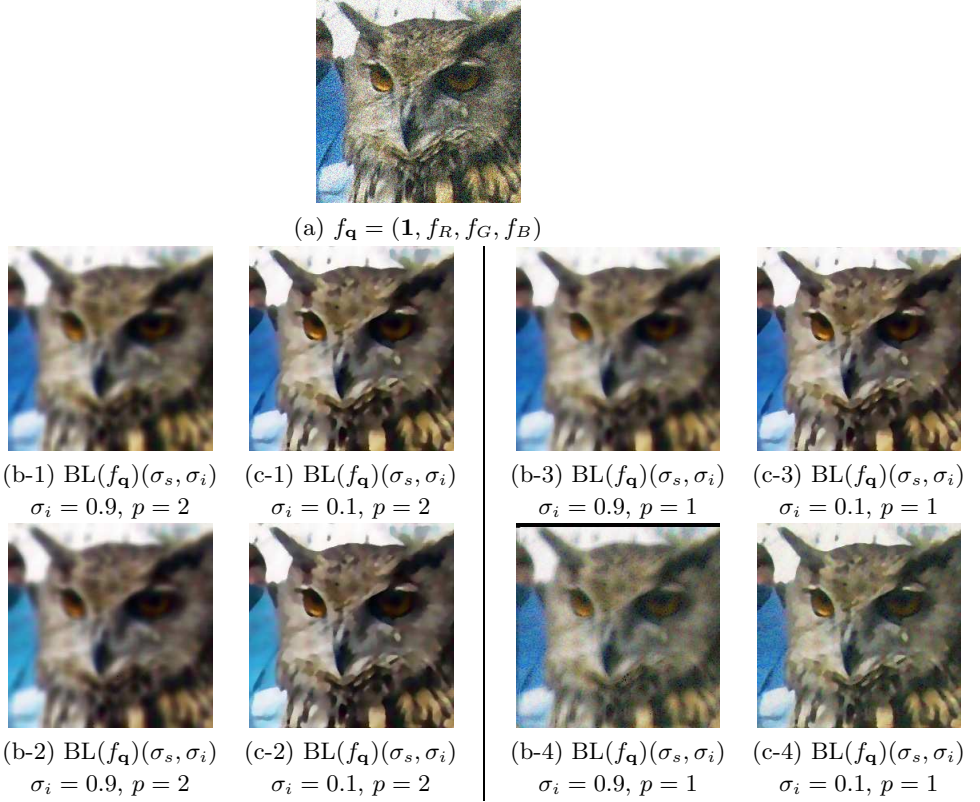 (a) f_q = (1, f_R, f_G, f_B)
(b-1) BL(f_q)(σ_s, σ_i) (c-1) BL(f_q)(σ_s, σ_i) (b-3) BL(f_q)(σ_s, σ_i) (c-3) BL(f_q)(σ_s, σ_i)
σ_i = 0.9, p = 2 σ_i = 0.1, p = 2 σ_i = 0.9, p = 1 σ_i = 0.1, p = 1
(b-2) BL(f_q)(σ_s, σ_i) (c-2) BL(f_q)(σ_s, σ_i) (b-4) BL(f_q)(σ_s, σ_i) (c-4) BL(f_q)(σ_s, σ_i)
σ_i = 0.9, p = 2 σ_i = 0.1, p = 2 σ_i = 0.9, p = 1 σ_i = 0.1, p = 1